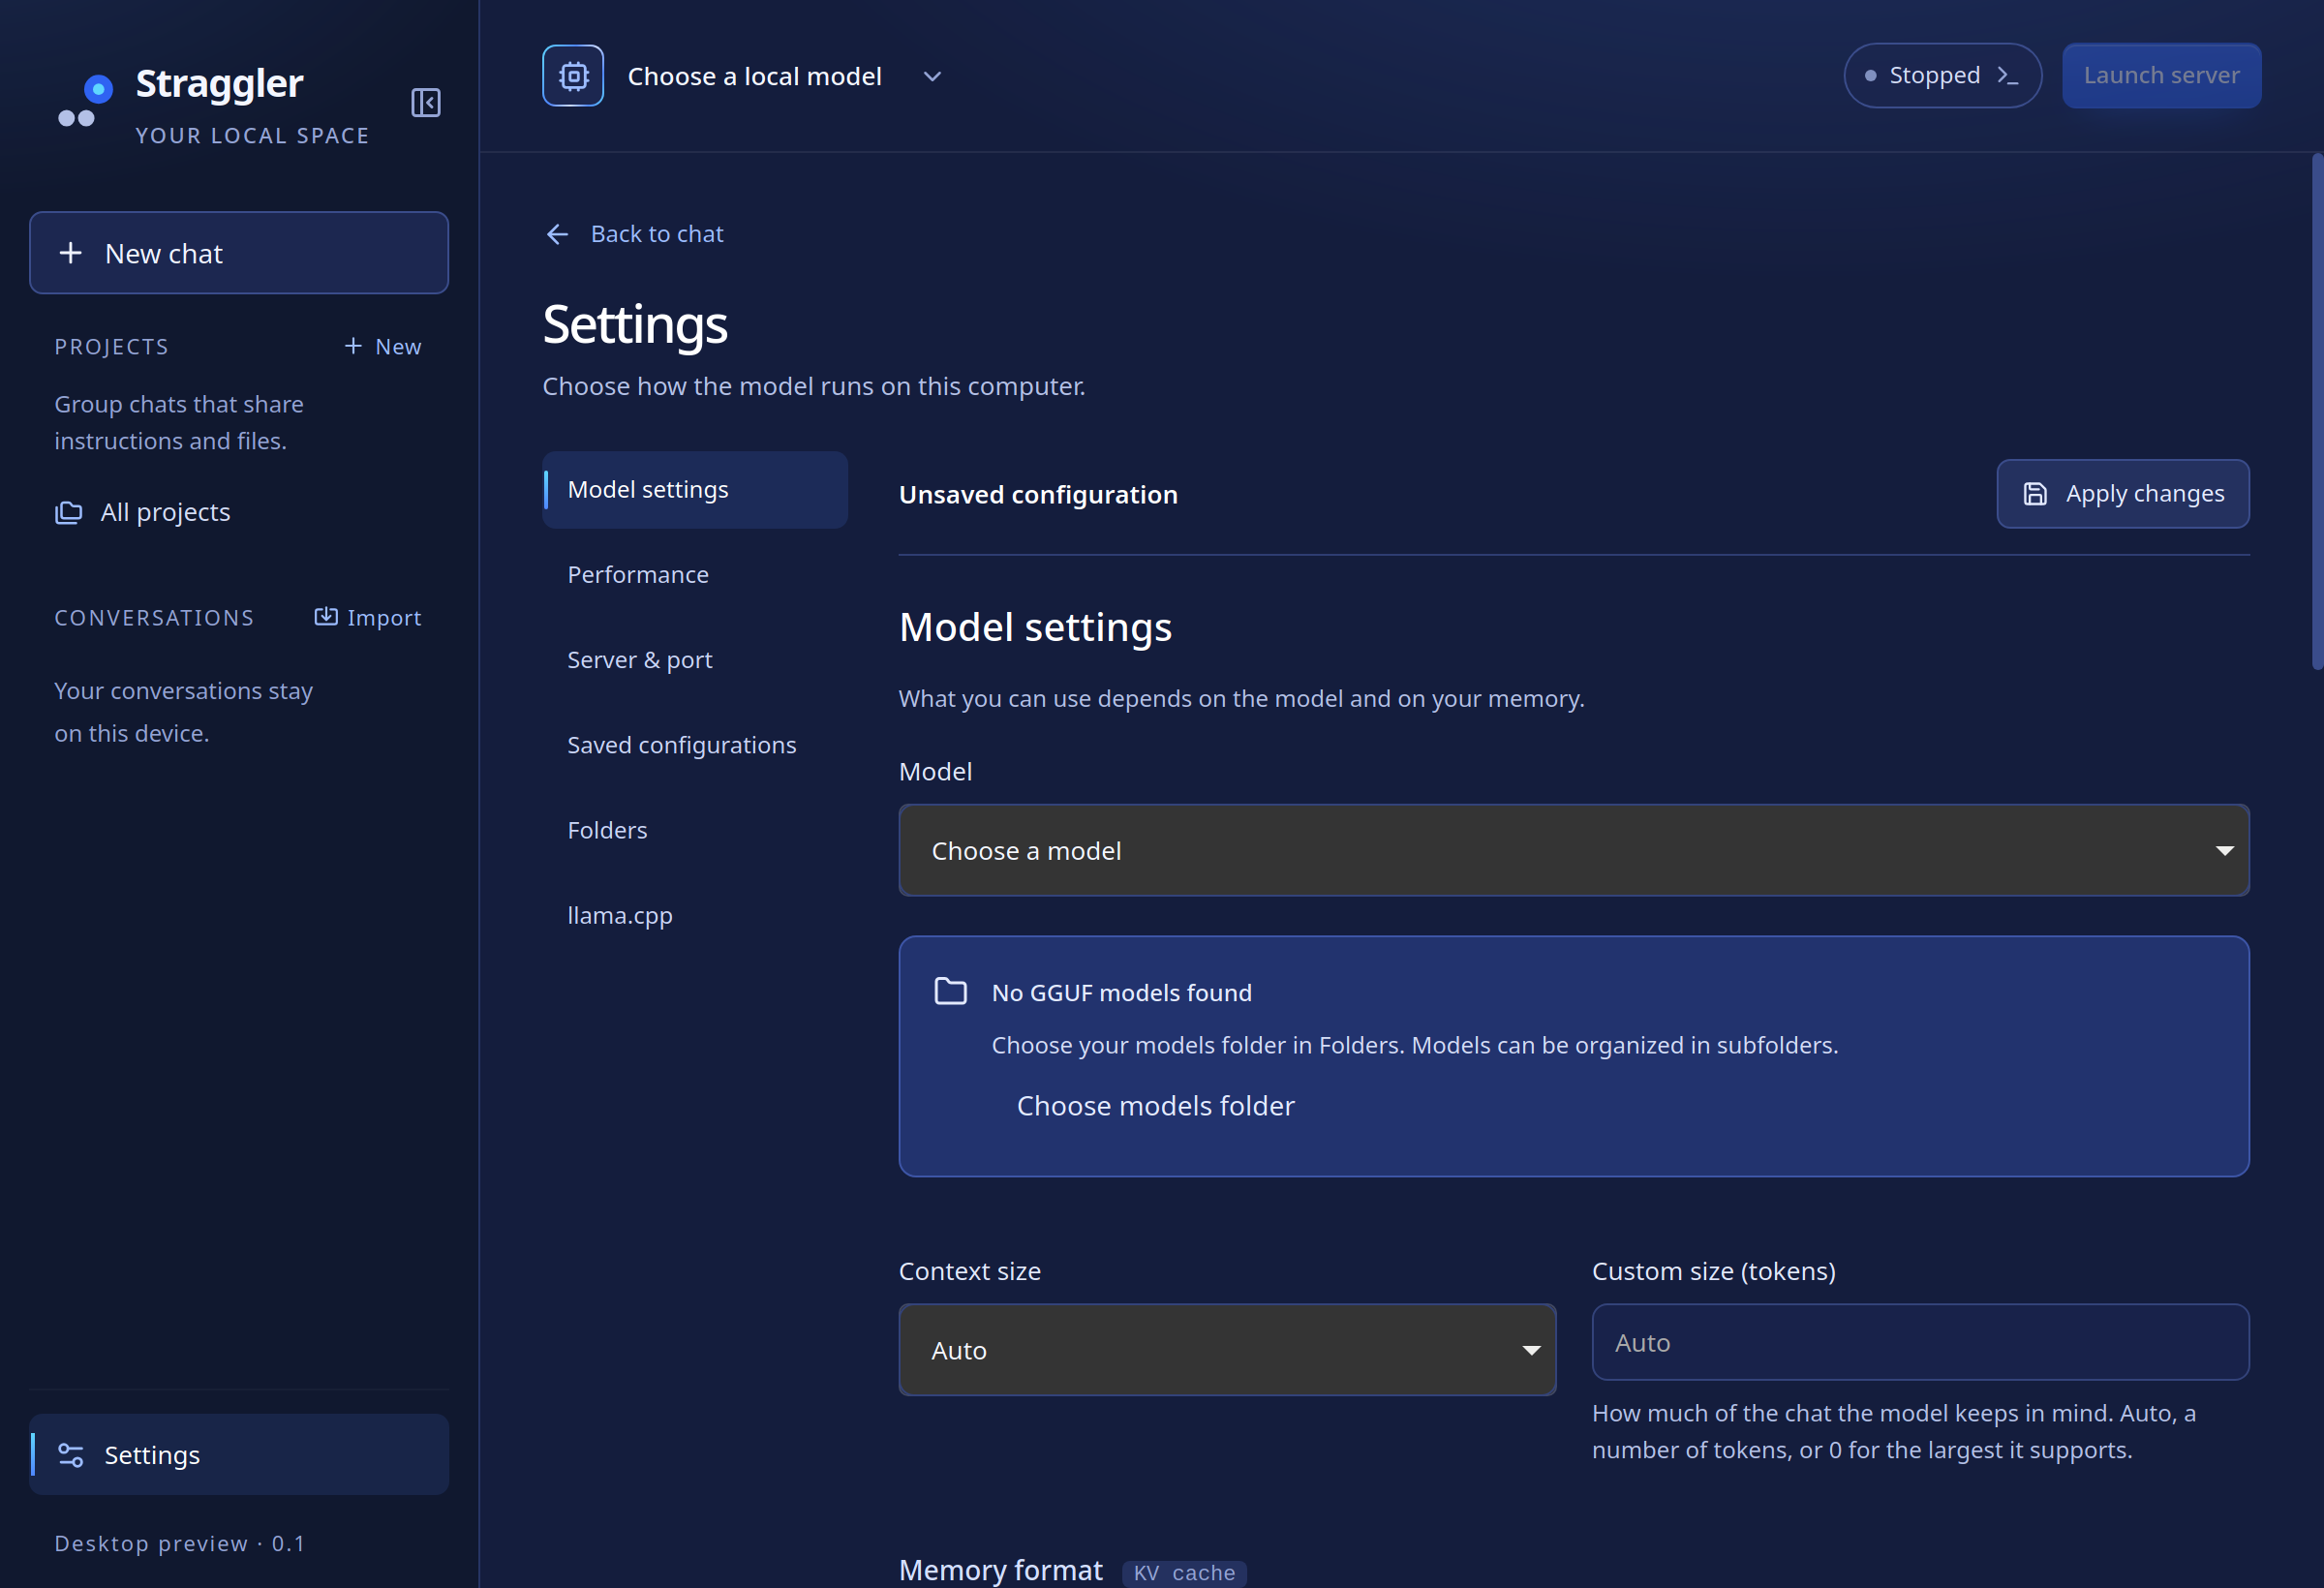 Straggler
YOUR LOCAL SPACE
New chat
PROJECTS
New
Group chats that share
instructions and files.
All projects
CONVERSATIONS
Import
Your conversations stay
on this device.
Settings
Desktop preview · 0.1
Choose a local model
Stopped
Launch server
Back to chat
Settings
Choose how the model runs on this computer.
Model settings
Performance
Server & port
Saved configurations
Folders
llama.cpp
Unsaved configuration
Apply changes
Model settings
What you can use depends on the model and on your memory.
Model
Choose a model
No GGUF models found
Choose your models folder in Folders. Models can be organized in subfolders.
Choose models folder
Context size
Auto
Custom size (tokens)
Auto
How much of the chat the model keeps in mind. Auto, a
number of tokens, or 0 for the largest it supports.
Memory format
KV cache